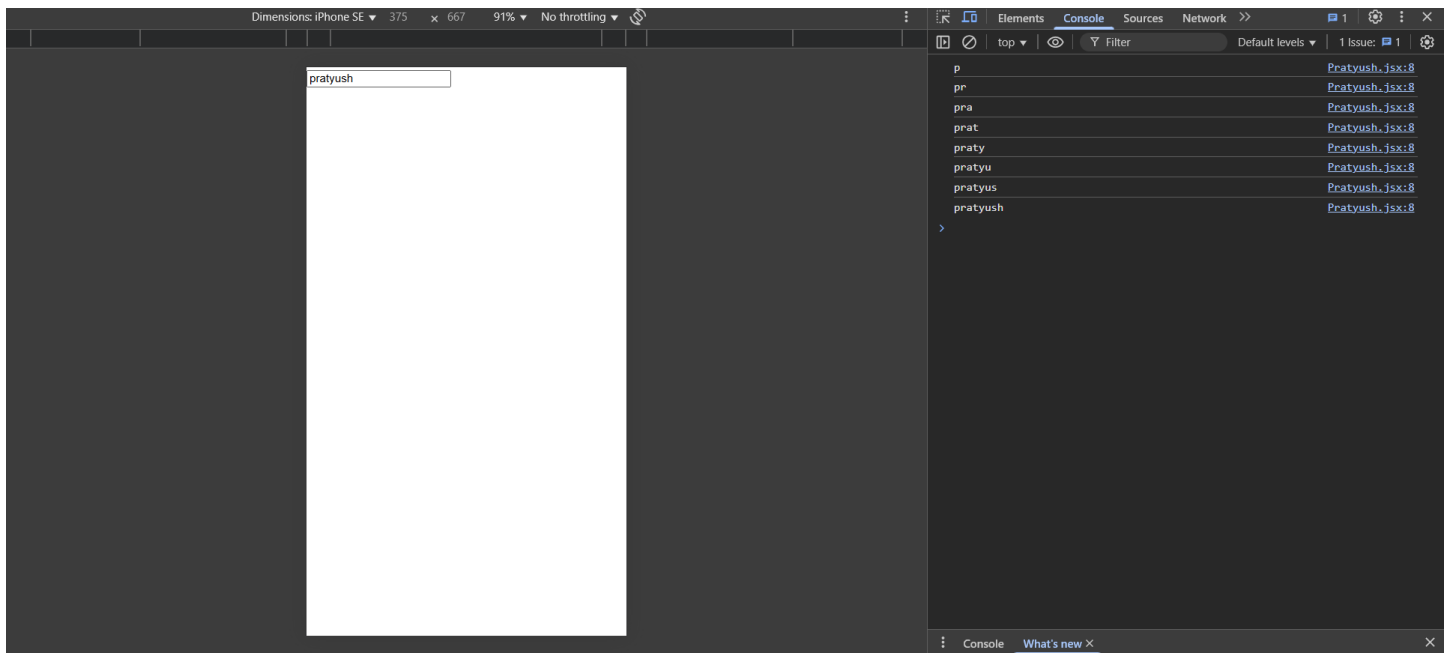 Dimensions: iPhone SE ▼ 375 × 667 91% ▼ No throttling ▼
Elements Console Sources Network >> 1
top ▼ Filter Default levels ▼ 1 Issue: 1
pratyush
p Pratyush.jsx:8
pr Pratyush.jsx:8
pra Pratyush.jsx:8
prat Pratyush.jsx:8
praty Pratyush.jsx:8
pratyu Pratyush.jsx:8
pratyus Pratyush.jsx:8
pratyush Pratyush.jsx:8
>
Console What's new ×